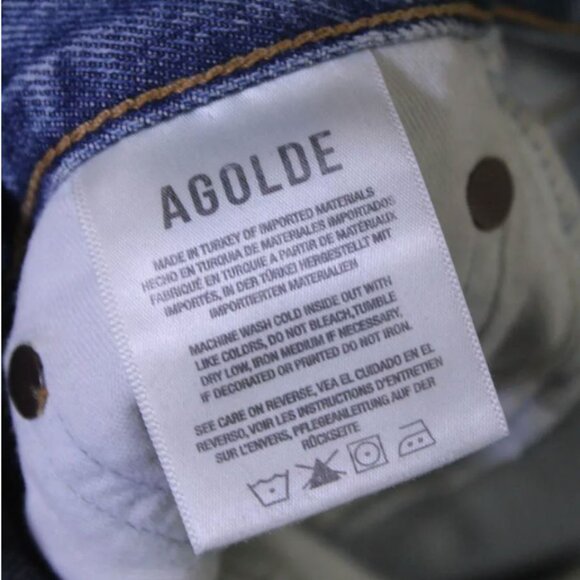 AGOLDE
MADE IN TURKEY OF IMPORTED MATERIALS
HECHO EN TURQUIA DE MATERIALES IMPORTADOS
FABRIQUÉ EN TURQUIE A PARTIR DE MATÉRIAUX
IMPORTÉS, IN DER TÜRKEI HERGESTELLT MIT
IMPORTIERTEN MATERIALIEN
MACHINE WASH COLD INSIDE OUT WITH
LIKE COLORS, DO NOT BLEACH, TUMBLE
DRY LOW, IRON MEDIUM IF NECESSARY,
IF DECORATED OR PRINTED DO NOT IRON.
SEE CARE ON REVERSE, VEA EL CUIDADO EN EL
REVERSO, VOIR LES INSTRUCTIONS D'ENTRETIEN
SUR L'ENVERS, PFLEGEANLEITUNG AUF DER
RÜCKSEITE